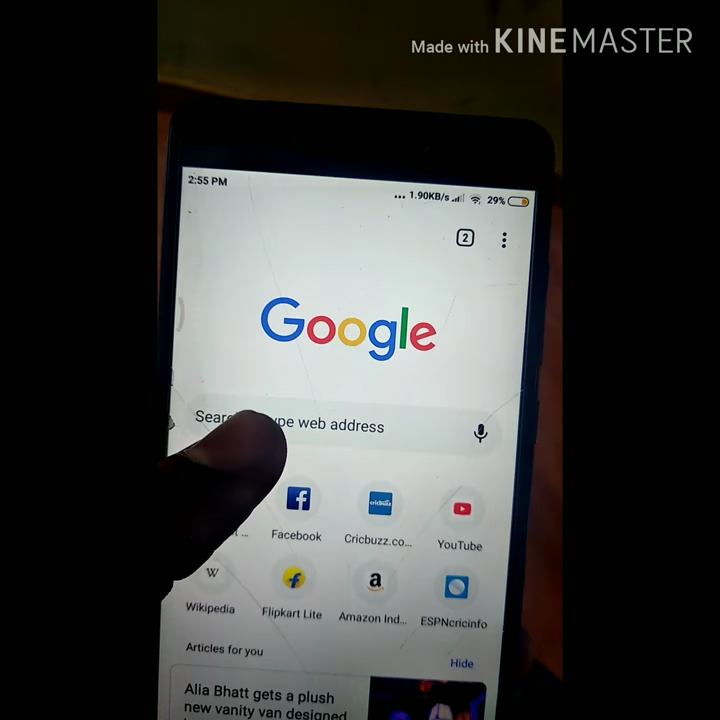 Made with KINEMASTER
2:55 PM
... 1.90KB/s 29%
2
Google
web address
Facebook
Cricbuzz.co...
YouTube
Wikipedia
Flipkart Lite
Amazon Ind...
ESPNcricinfo
Articles for you
Hide
Alia Bhatt gets a plush
new vanity van designed